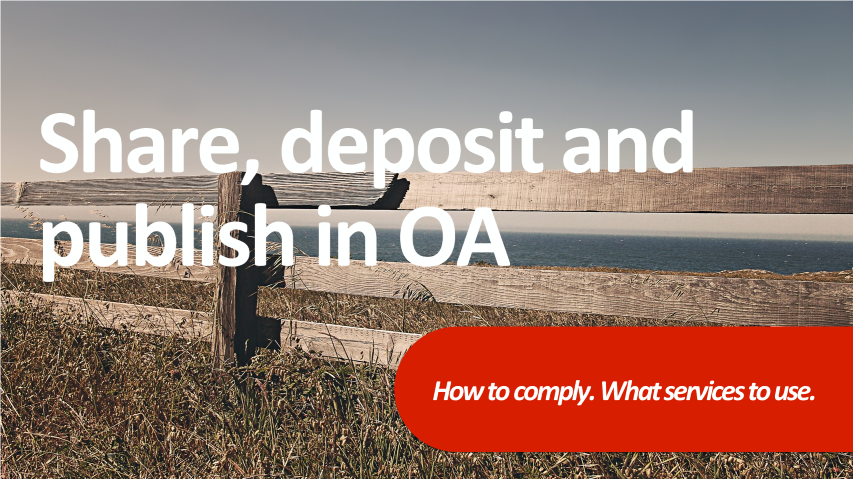 Share, deposit and
publish in OA
How to comply. What services to use.